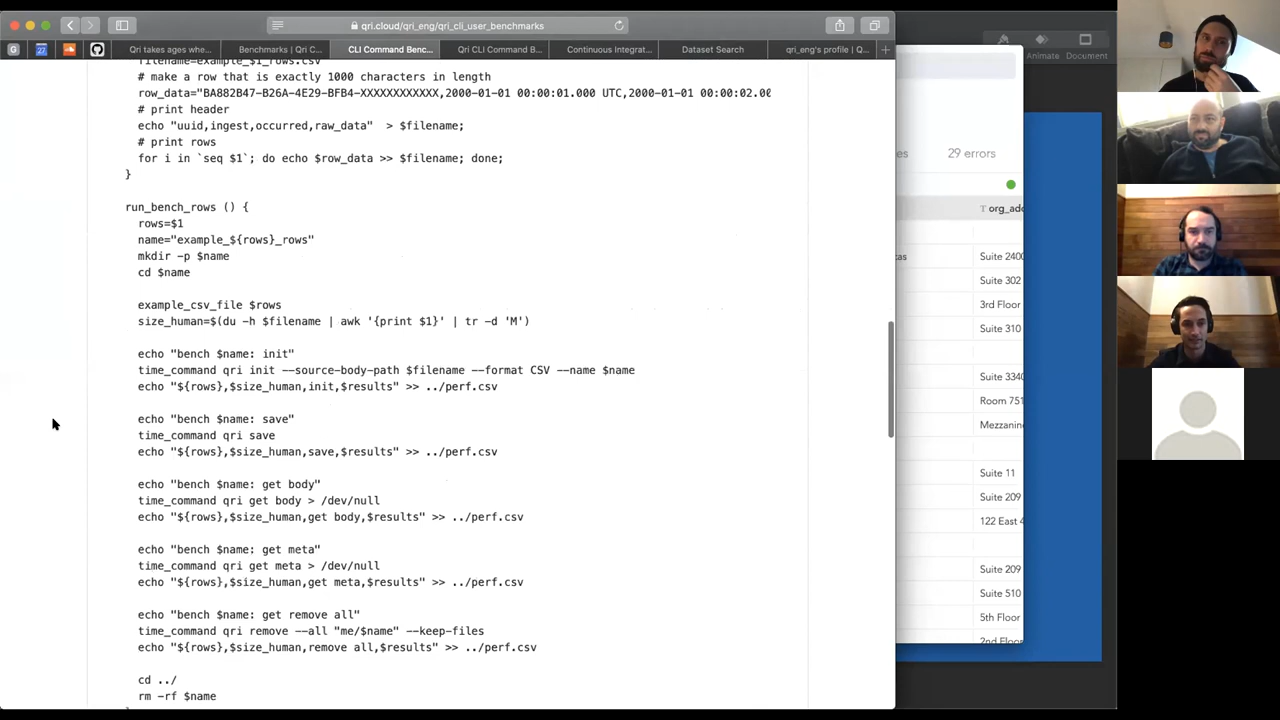 qri.cloud/qri_eng/qri_cli_user_benchmarks
G
Qri takes ages whe...
Benchmarks | Qri C...
CLI Command Benc...
Qri CLI Command B...
Continuous Integrat...
Dataset Search
qri_eng's profile | Q...
filename=example_$1_rows.csv
# make a row that is exactly 1000 characters in length
row_data="BA882B47-B26A-4E29-BFB4-XXXXXXXXXXXX,2000-01-01 00:00:01.000 UTC,2000-01-01 00:00:02.00
# print header
echo "uuid,ingest,occurred,raw_data" > $filename;
# print rows
for i in `seq $1`; do echo $row_data >> $filename; done;
}
run_bench_rows () {
rows=$1
name="example_${rows}_rows"
mkdir -p $name
cd $name
example_csv_file $rows
size_human=$(du -h $filename | awk '{print $1}' | tr -d 'M')
echo "bench $name: init"
time_command qri init --source-body-path $filename --format CSV --name $name
echo "${rows},$size_human,init,$results" >> ../perf.csv
echo "bench $name: save"
time_command qri save
echo "${rows},$size_human,save,$results" >> ../perf.csv
echo "bench $name: get body"
time_command qri get body > /dev/null
echo "${rows},$size_human,get body,$results" >> ../perf.csv
echo "bench $name: get meta"
time_command qri get meta > /dev/null
echo "${rows},$size_human,get meta,$results" >> ../perf.csv
echo "bench $name: get remove all"
time_command qri remove --all "me/$name" --keep-files
echo "${rows},$size_human,remove all,$results" >> ../perf.csv
cd ../
rm -rf $name
Animate
Document
29 errors
T org_add
Suite 2400
Suite 302
3rd Floor
Suite 310
Suite 3340
Room 751
Mezzanin
Suite 11
Suite 209
122 East 4
Suite 209
Suite 510
5th Floor
2nd Floor